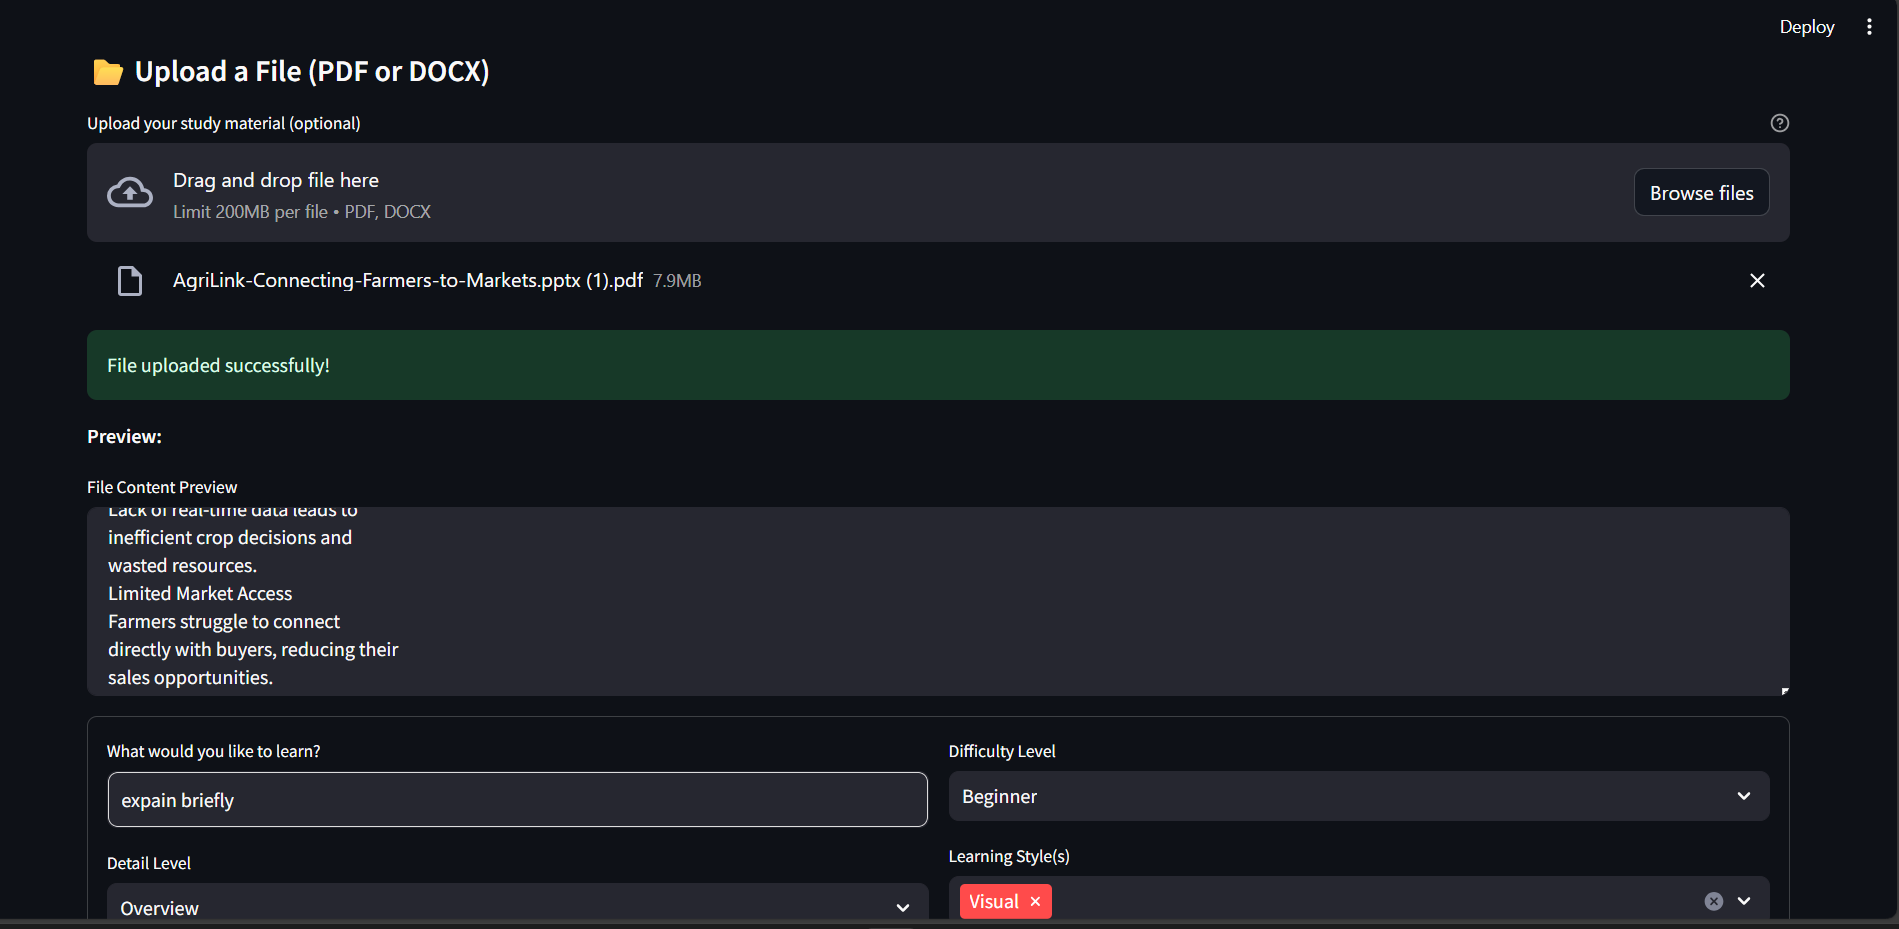 Deploy
Upload a File (PDF or DOCX)
Upload your study material (optional)
Drag and drop file here
Limit 200MB per file • PDF, DOCX
Browse files
AgriLink-Connecting-Farmers-to-Markets.pptx (1).pdf 7.9MB
File uploaded successfully!
Preview:
File Content Preview
Lack of real-time data leads to
inefficient crop decisions and
wasted resources.
Limited Market Access
Farmers struggle to connect
directly with buyers, reducing their
sales opportunities.
What would you like to learn?
expain briefly
Difficulty Level
Beginner
Detail Level
Overview
Learning Style(s)
Visual